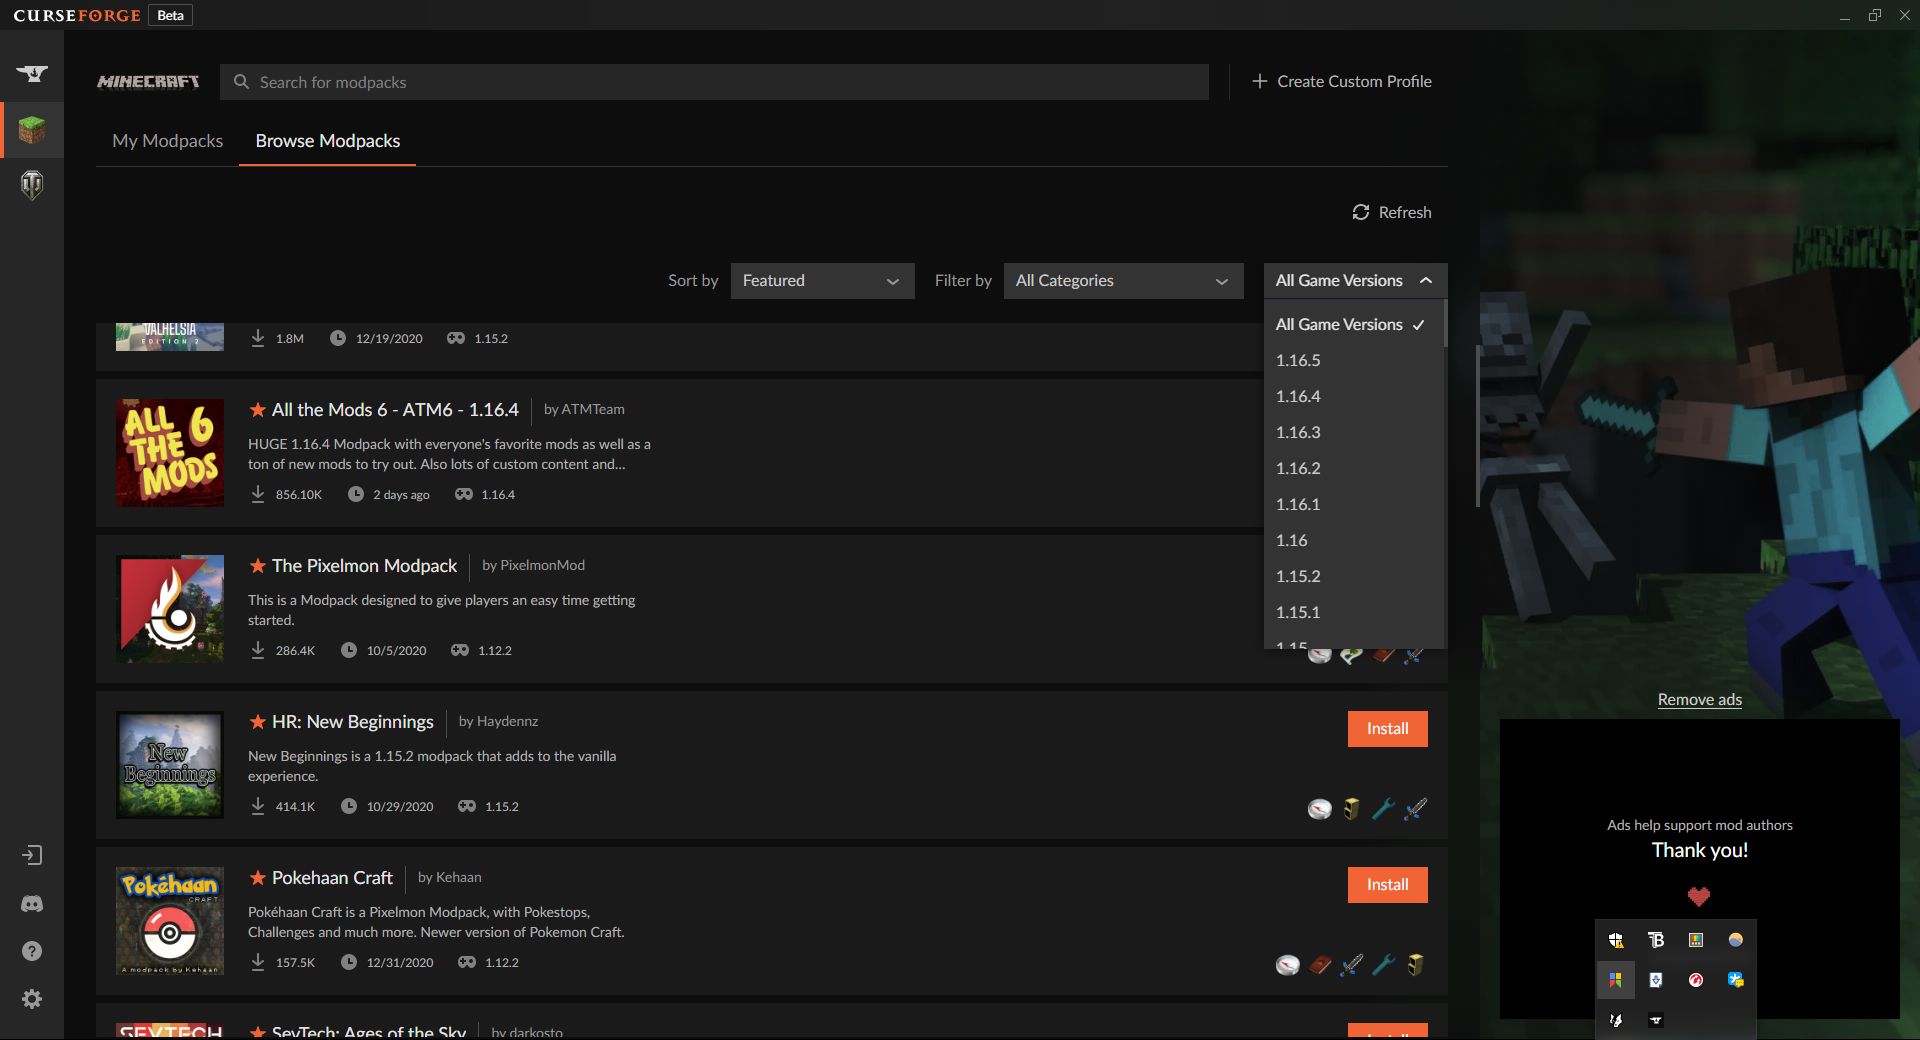 CURSEFORGE Beta
MINECRAFT
Search for modpacks
Create Custom Profile
My Modpacks
Browse Modpacks
Refresh
Sort by Featured
Filter by All Categories
All Game Versions
All Game Versions
1.16.5
1.16.4
1.16.3
1.16.2
1.16.1
1.16
1.15.2
1.15.1
1.15
VALHELSIA
EDITION 2
1.8M 12/19/2020 1.15.2
ALL THE MODS 6
All the Mods 6 - ATM6 - 1.16.4 by ATMTeam
HUGE 1.16.4 Modpack with everyone's favorite mods as well as a
ton of new mods to try out. Also lots of custom content and...
856.10K 2 days ago 1.16.4
The Pixelmon Modpack by PixelmonMod
This is a Modpack designed to give players an easy time getting
started.
286.4K 10/5/2020 1.12.2
New Beginnings
HR: New Beginnings by Haydennz
New Beginnings is a 1.15.2 modpack that adds to the vanilla
experience.
414.1K 10/29/2020 1.15.2
Install
Pokéhaan
CRAFT
A modpack by Kehaan
Pokehaan Craft by Kehaan
Pokéhaan Craft is a Pixelmon Modpack, with Pokestops,
Challenges and much more. Newer version of Pokemon Craft.
157.5K 12/31/2020 1.12.2
Install
SEVTECH
SevTech: Ages of the Sky by darkosto
Install
Remove ads
Ads help support mod authors
Thank you!